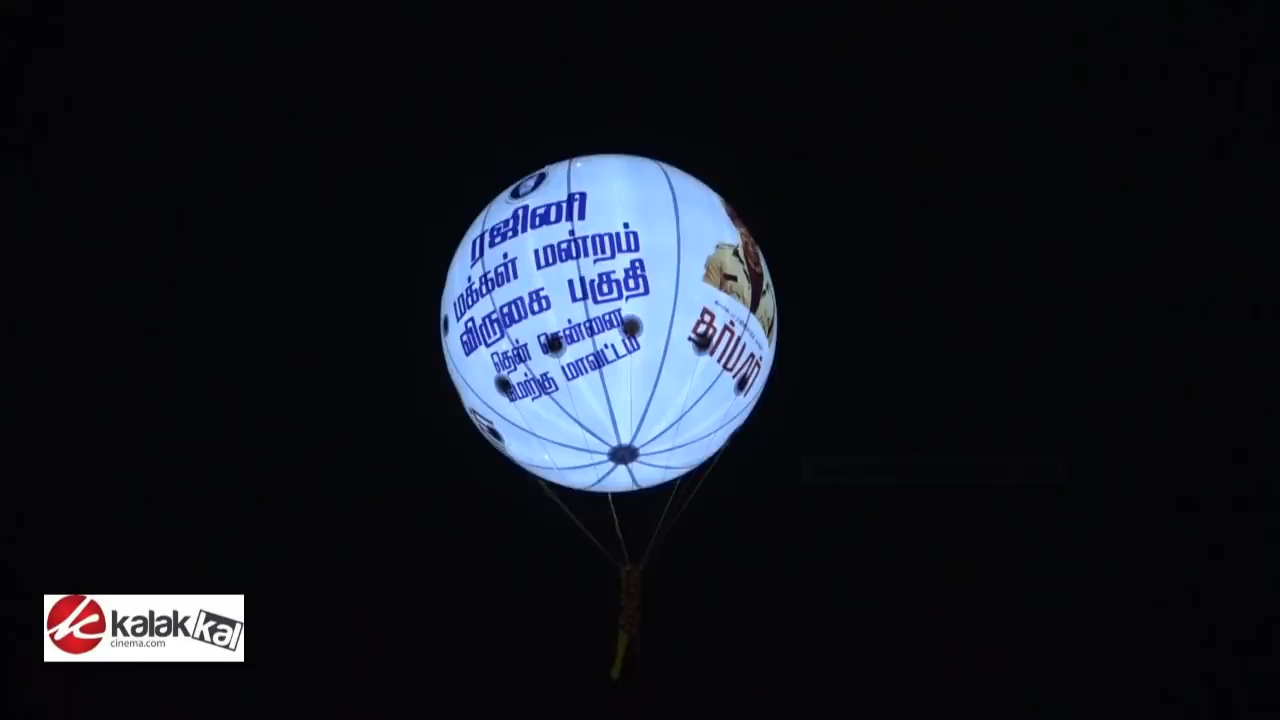 ரஜினி
மக்கள் மன்றம்
விருகை பகுதி
தென் சென்னை
மேற்கு மாவட்டம்
தர்பார்
kalakkal
cinema.com